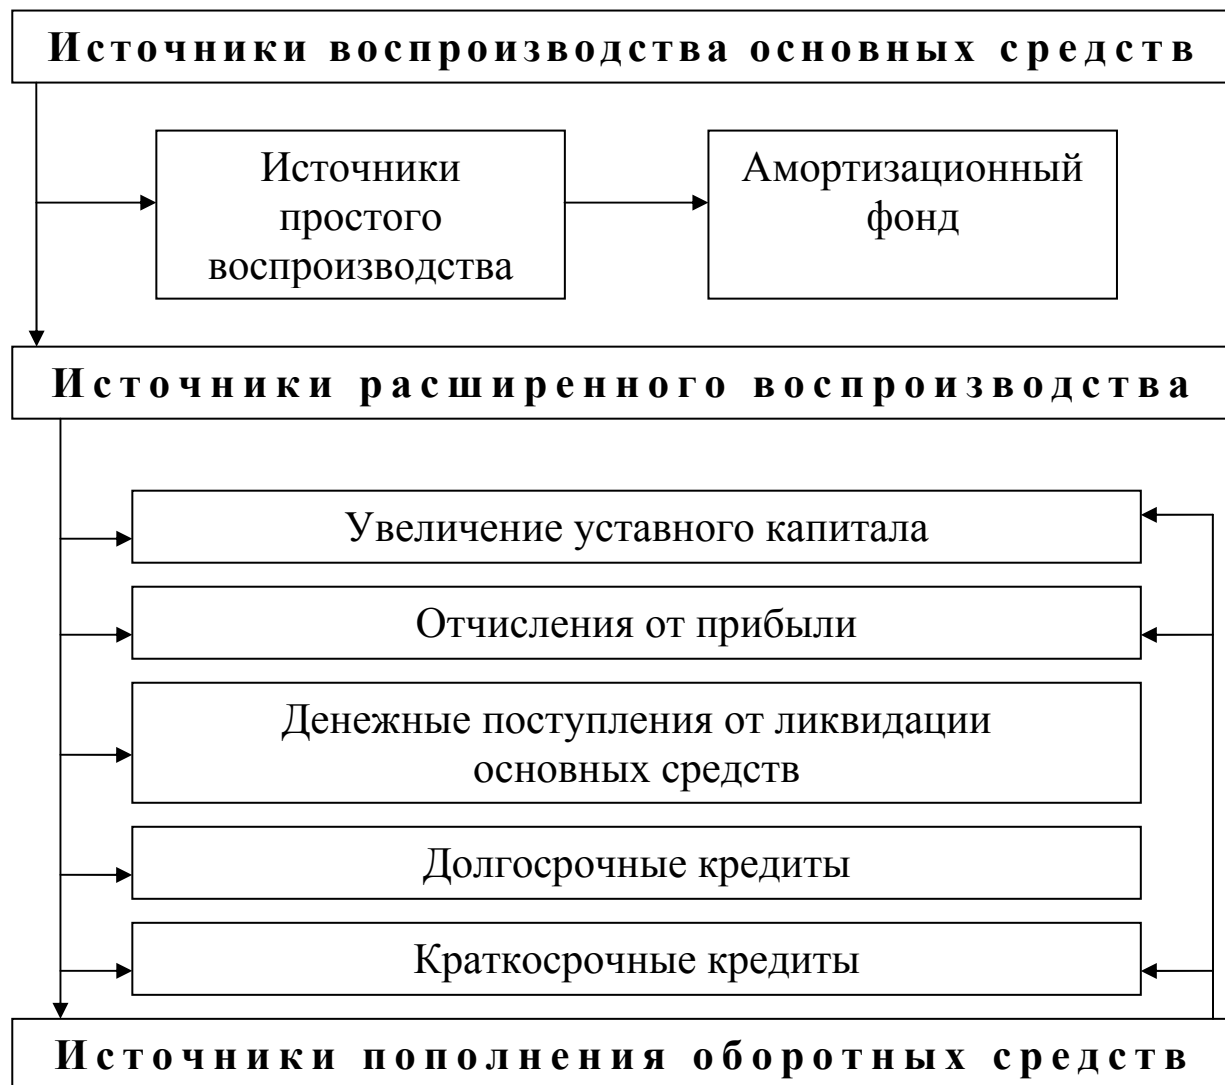 Источники воспроизводства основных средств
Источники
простого
воспроизводства
Амортизационный
фонд
Источники расширенного воспроизводства
Увеличение уставного капитала
Отчисления от прибыли
Денежные поступления от ликвидации
основных средств
Долгосрочные кредиты
Краткосрочные кредиты
Источники пополнения оборотных средств